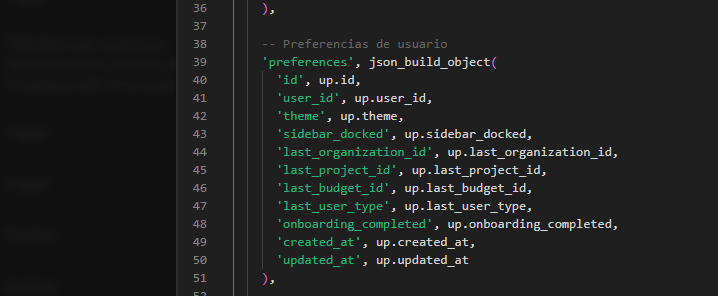 36 ),
37
38 -- Preferencias de usuario
39 'preferences', json_build_object(
40 'id', up.id,
41 'user_id', up.user_id,
42 'theme', up.theme,
43 'sidebar_docked', up.sidebar_docked,
44 'last_organization_id', up.last_organization_id,
45 'last_project_id', up.last_project_id,
46 'last_budget_id', up.last_budget_id,
47 'last_user_type', up.last_user_type,
48 'onboarding_completed', up.onboarding_completed,
49 'created_at', up.created_at,
50 'updated_at', up.updated_at
51 ),
52